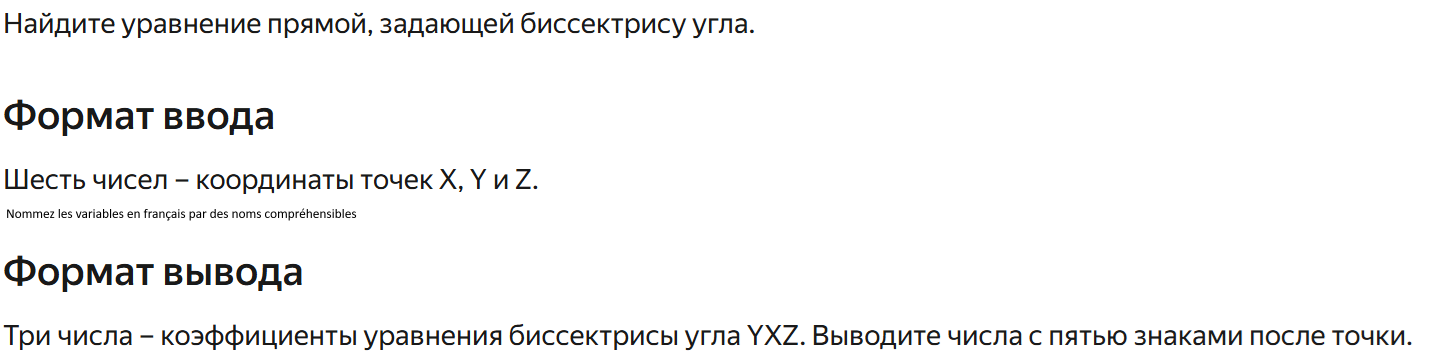 Найдите уравнение прямой, задающей биссектрису угла.
Формат ввода
Шесть чисел – координаты точек X, Y и Z.
Nommez les variables en français par des noms compréhensibles
Формат вывода
Три числа – коэффициенты уравнения биссектрисы угла YXZ. Выводите числа с пятью знаками после точки.